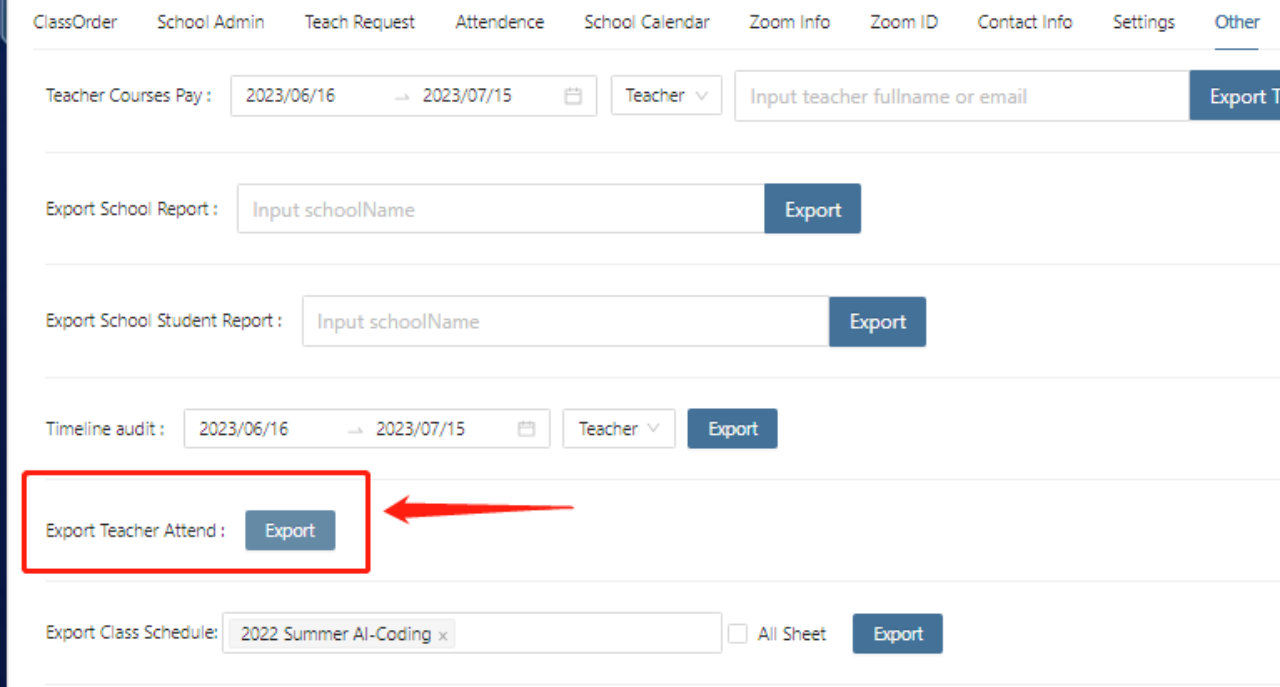 ClassOrder School Admin Teach Request Attendence School Calendar Zoom Info Zoom ID Contact Info Settings Other
Teacher Courses Pay : 2023/06/16 → 2023/07/15 Teacher Input teacher fullname or email Export T
Export School Report : Input schoolName Export
Export School Student Report : Input schoolName Export
Timeline audit : 2023/06/16 → 2023/07/15 Teacher Export
Export Teacher Attend : Export
Export Class Schedule: 2022 Summer AI-Coding × All Sheet Export